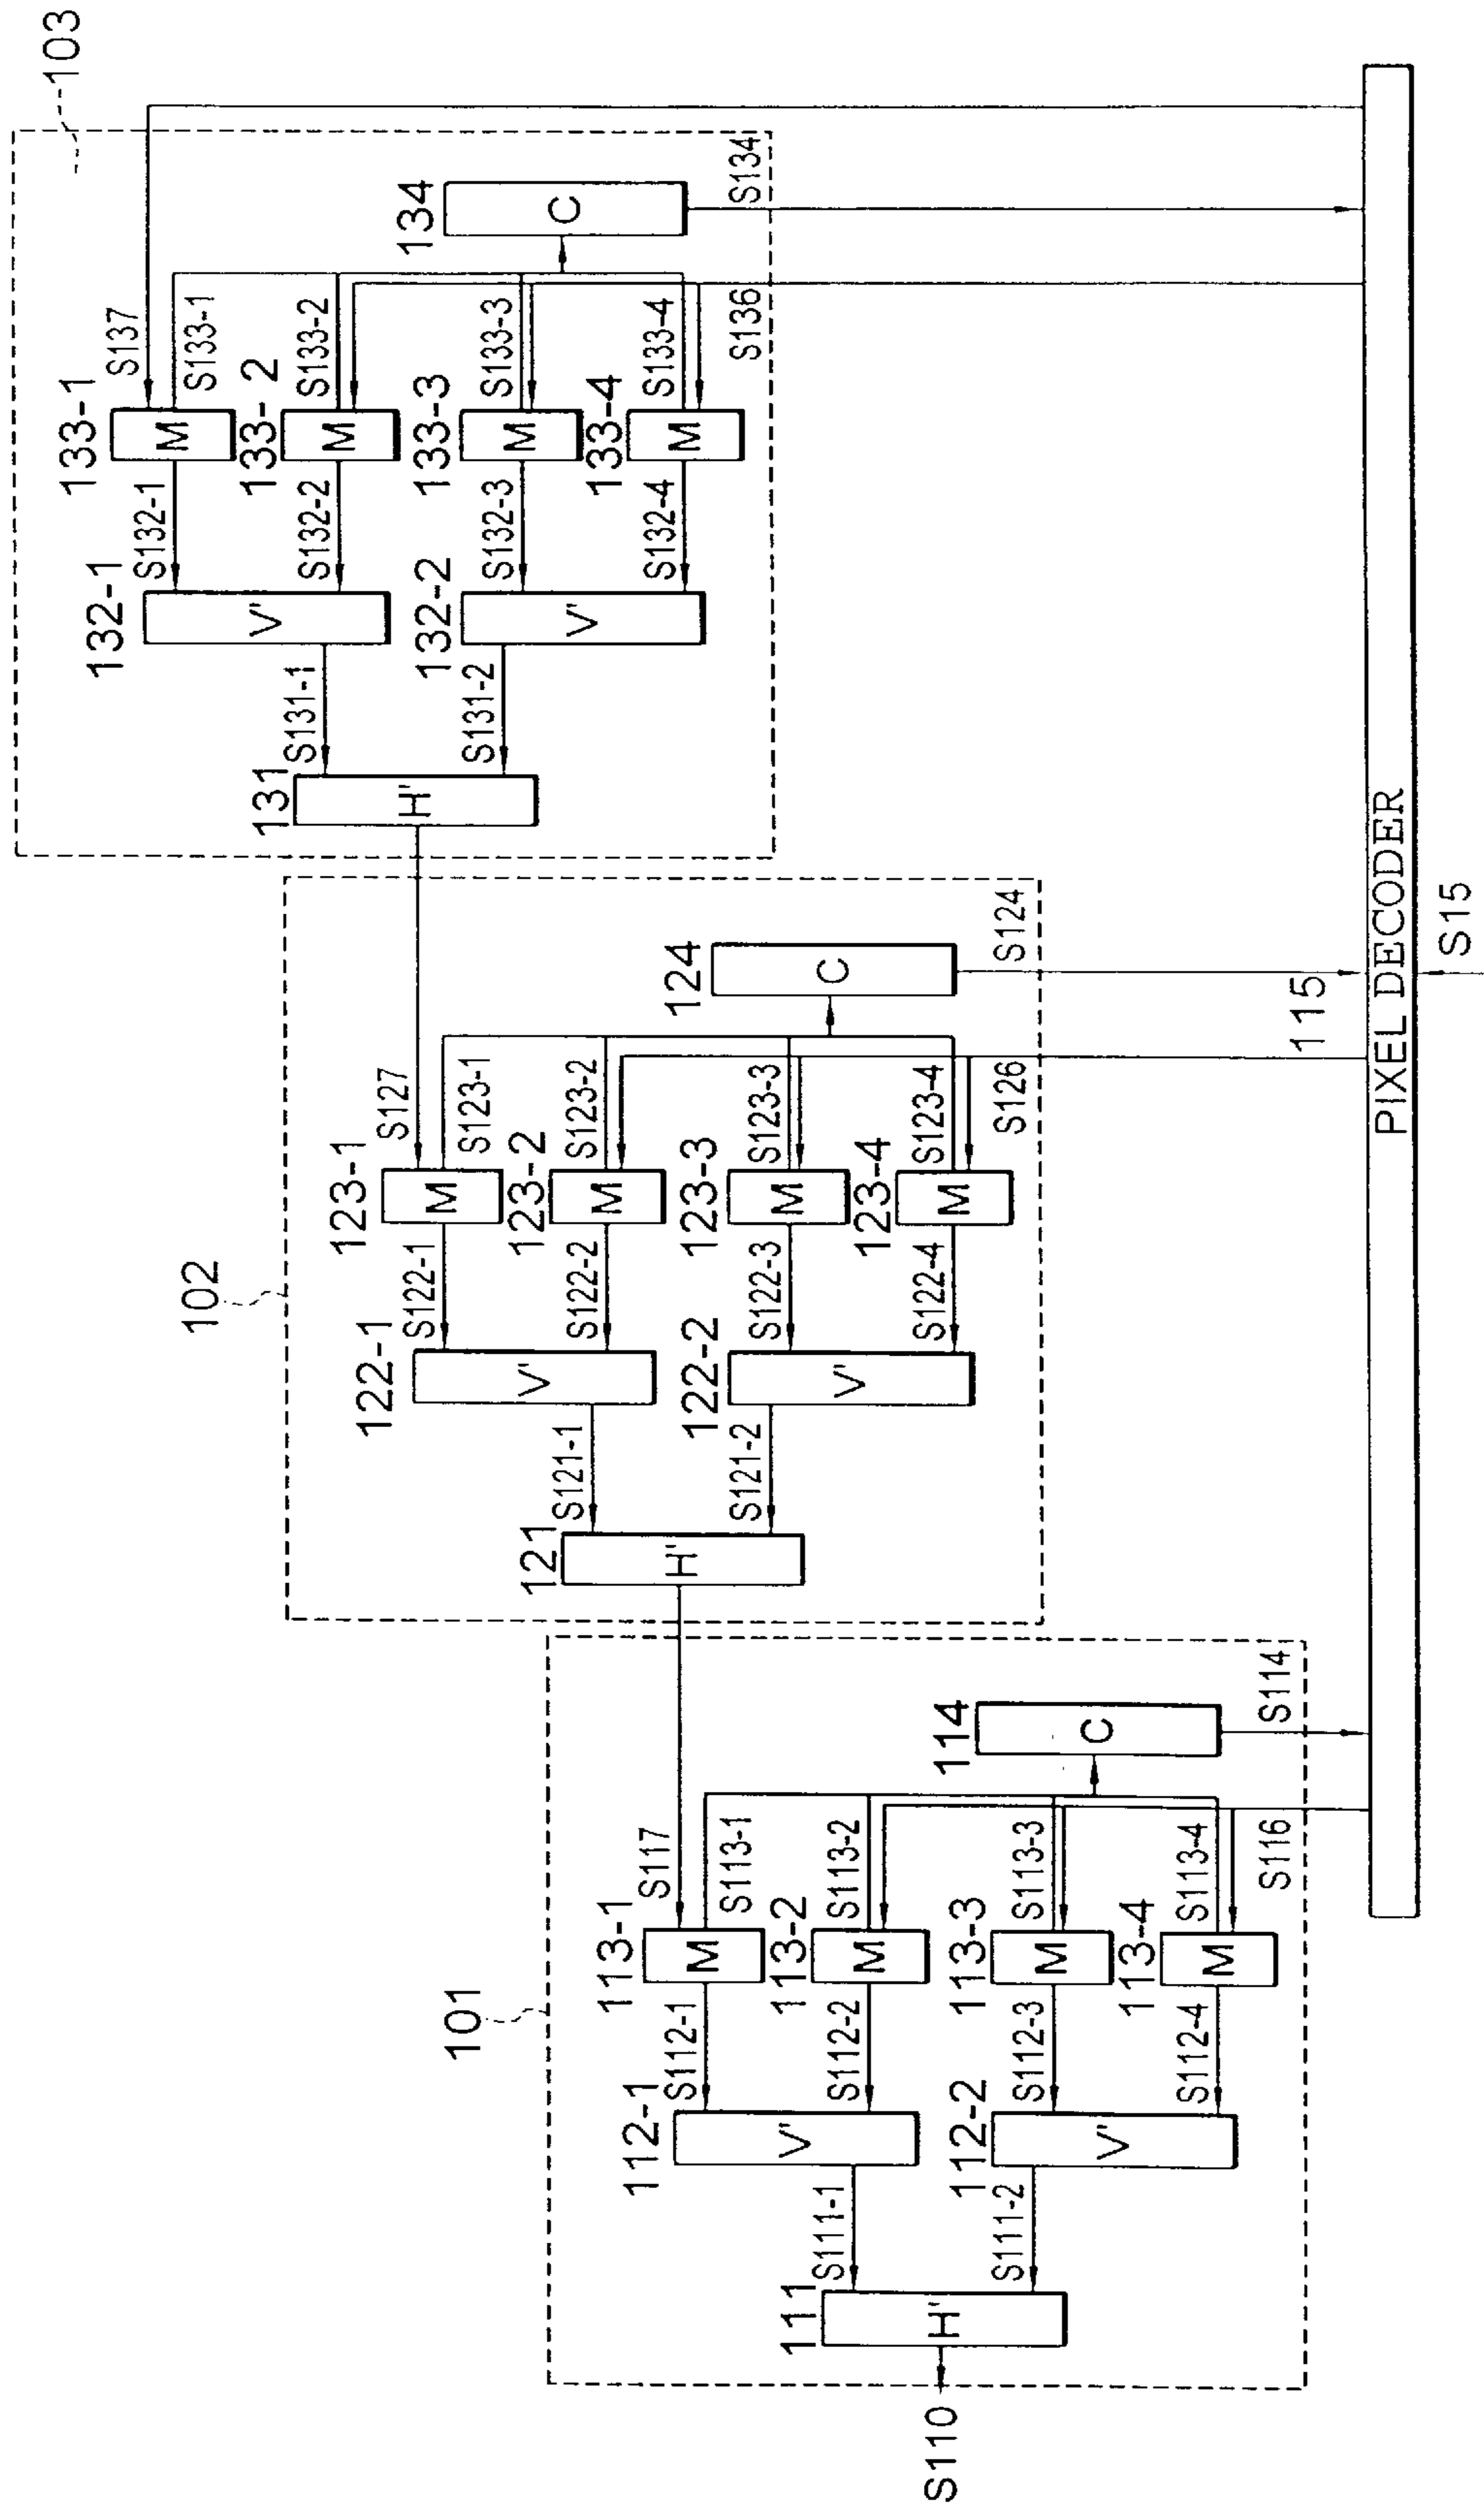 103
S137
133-1
S133-1
S132-1
132-1
M
133-2
S133-2
S132-2
M
V'
134
C
S134
133-3
S133-3
S132-3
132-2
M
133-4
S133-4
S132-4
M
V'
S136
S131-1
S131-2
131
H'
102
S127
123-1
S123-1
S122-1
122-1
M
123-2
S123-2
S122-2
M
V'
124
C
S124
123-3
S123-3
S122-3
122-2
M
123-4
S123-4
S122-4
M
V'
S126
S121-1
S121-2
121
H'
101
S117
113-1
S113-1
S112-1
112-1
M
113-2
S113-2
S112-2
M
V'
114
C
S114
113-3
S113-3
S112-3
112-2
M
113-4
S113-4
S112-4
M
V'
S116
S111-1
S111-2
111
H'
S110
115
PIXEL DECODER
S15